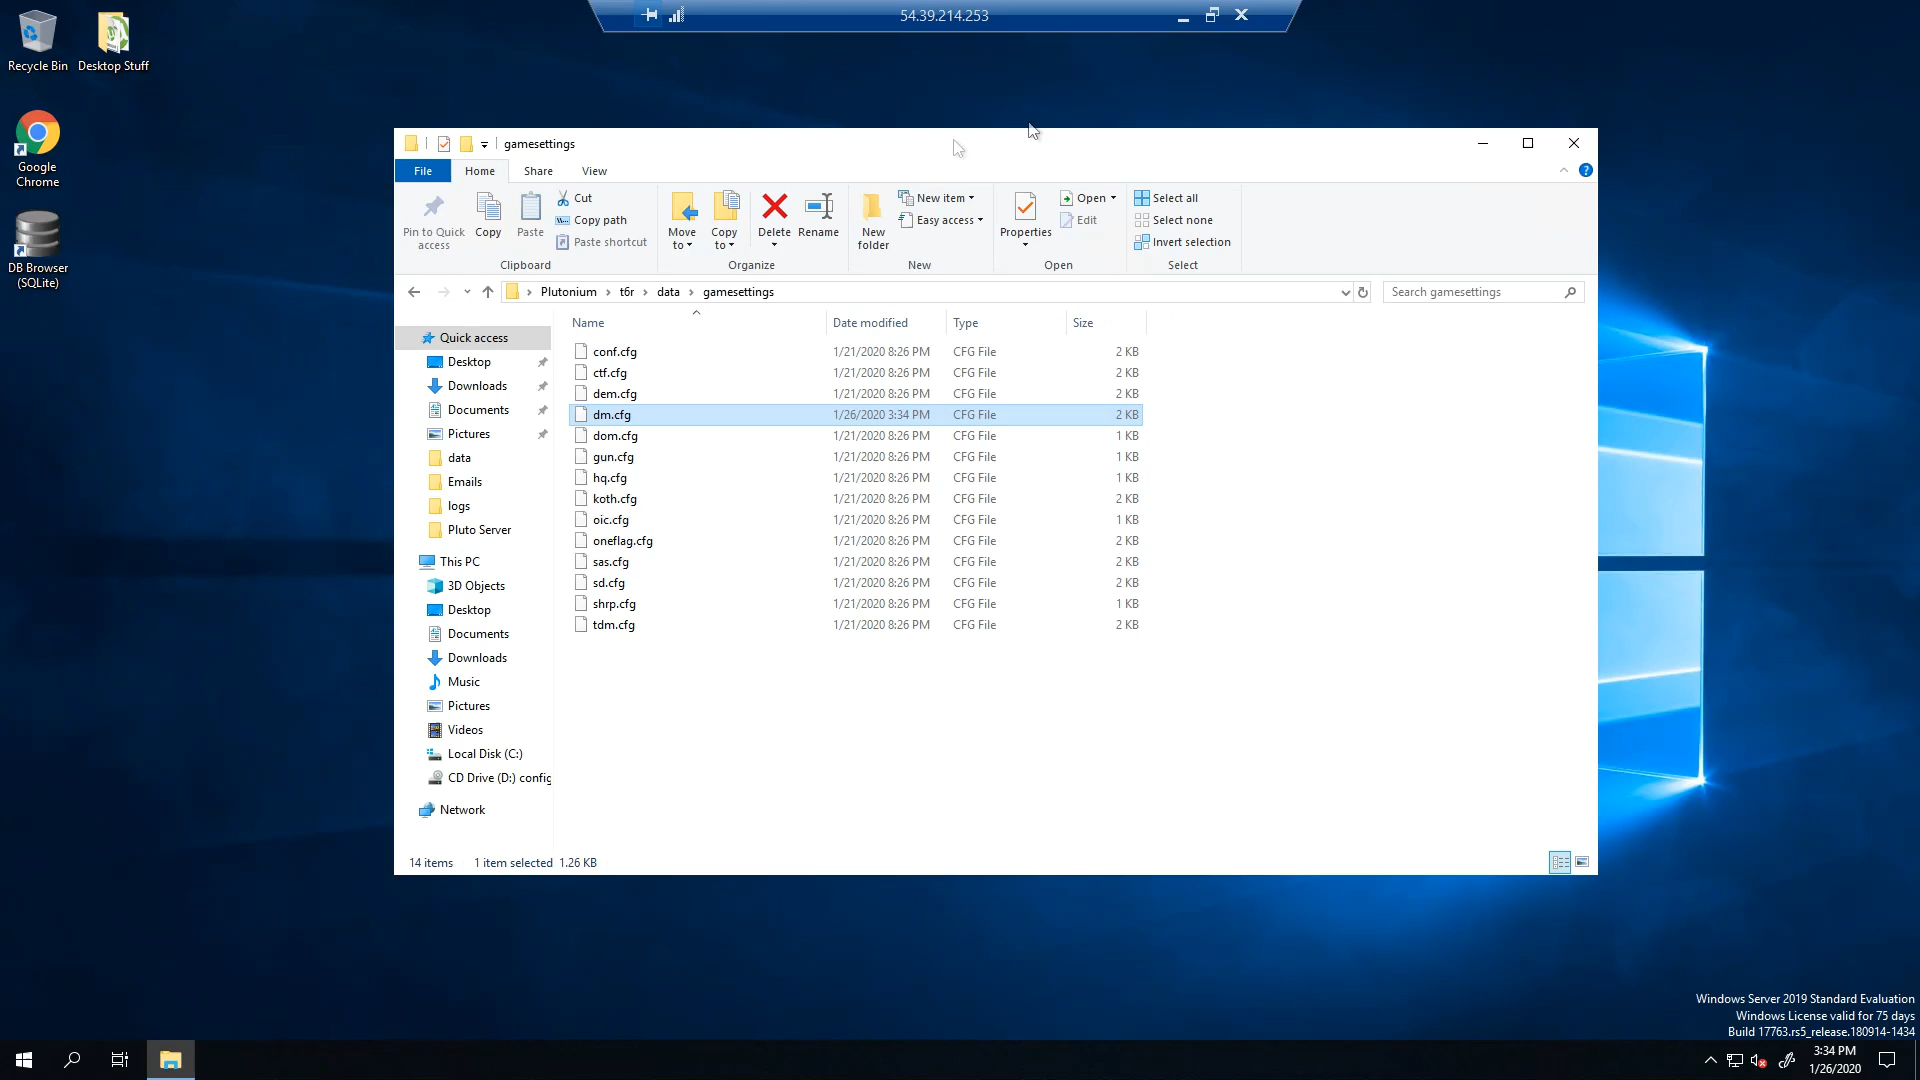 54.39.214.253
Recycle Bin
Desktop Stuff
Google
Chrome
DB Browser
(SQLite)
gamesettings
File Home Share View
Pin to Quick
access
Copy
Paste
Cut
Copy path
Paste shortcut
Clipboard
Move
to
Copy
to
Delete
Rename
Organize
New
folder
New item
Easy access
New
Properties
Open
Edit
Open
Select all
Select none
Invert selection
Select
Plutonium t6r data gamesettings
Search gamesettings
Quick access
Desktop
Downloads
Documents
Pictures
data
Emails
logs
Pluto Server
This PC
3D Objects
Desktop
Documents
Downloads
Music
Pictures
Videos
Local Disk (C:)
CD Drive (D:) config
Network
Name Date modified Type Size
conf.cfg 1/21/2020 8:26 PM CFG File 2 KB
ctf.cfg 1/21/2020 8:26 PM CFG File 2 KB
dem.cfg 1/21/2020 8:26 PM CFG File 2 KB
dm.cfg 1/26/2020 3:34 PM CFG File 2 KB
dom.cfg 1/21/2020 8:26 PM CFG File 1 KB
gun.cfg 1/21/2020 8:26 PM CFG File 1 KB
hq.cfg 1/21/2020 8:26 PM CFG File 1 KB
koth.cfg 1/21/2020 8:26 PM CFG File 2 KB
oic.cfg 1/21/2020 8:26 PM CFG File 1 KB
oneflag.cfg 1/21/2020 8:26 PM CFG File 2 KB
sas.cfg 1/21/2020 8:26 PM CFG File 2 KB
sd.cfg 1/21/2020 8:26 PM CFG File 2 KB
shrp.cfg 1/21/2020 8:26 PM CFG File 1 KB
tdm.cfg 1/21/2020 8:26 PM CFG File 2 KB
14 items 1 item selected 1.26 KB
Windows Server 2019 Standard Evaluation
Windows License valid for 75 days
Build 17763.rs5_release.180914-1434
3:34 PM
1/26/2020